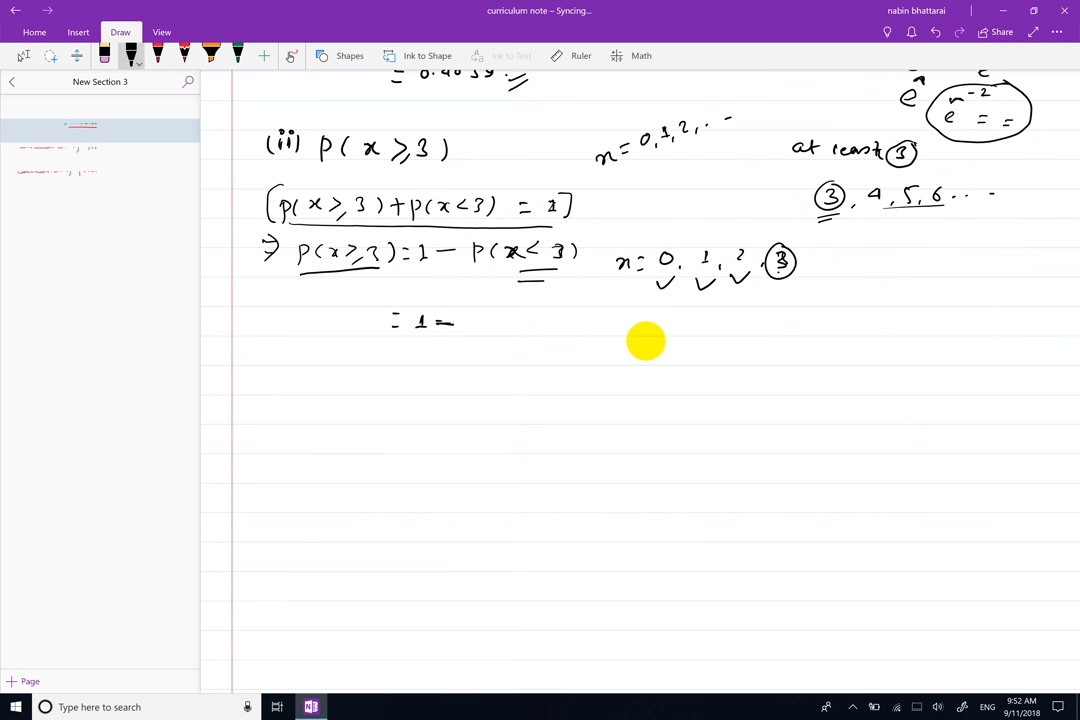 curriculum note – Syncing...
nabin bhattarai
Home Insert Draw View
Share
Shapes Ink to Shape Ink to Text Ruler Math
New Section 3
(ii) P( x ≥ 3 )
n = 0, 1, 2, ...
at least 3
e n-2
e = =
[P( x ≥ 3 ) + P( x < 3 ) = 1]
3, 4, 5, 6 ...
⇒ P( x ≥ 3 ) = 1 – P( x < 3 )
n = 0, 1, 2, 3
= 1 –
Page
Type here to search
ENG
9:52 AM
9/11/2018